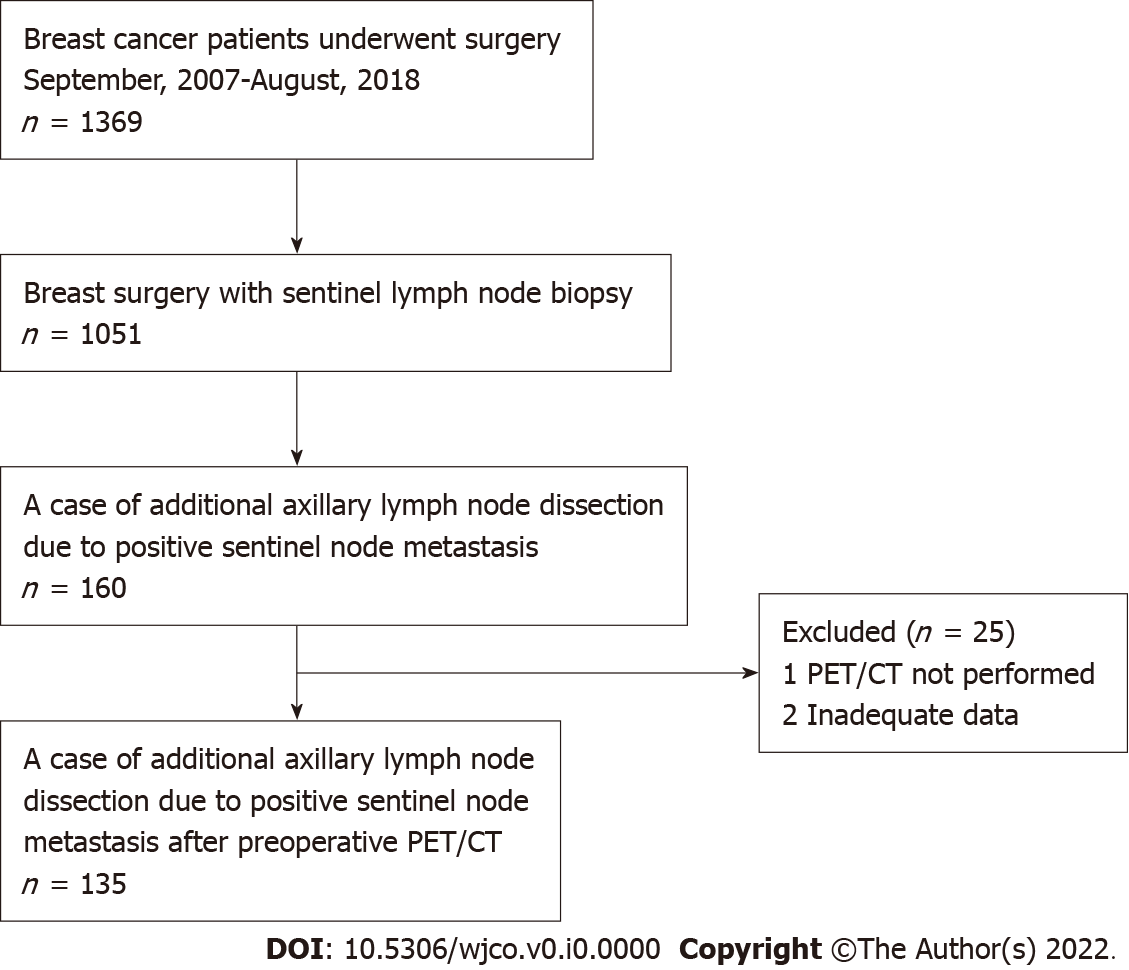 Breast cancer patients underwent surgery
September, 2007-August, 2018
n = 1369
Breast surgery with sentinel lymph node biopsy
n = 1051
A case of additional axillary lymph node dissection
due to positive sentinel node metastasis
n = 160
Excluded (n = 25)
1 PET/CT not performed
2 Inadequate data
A case of additional axillary lymph node
dissection due to positive sentinel node
metastasis after preoperative PET/CT
n = 135
DOI: 10.5306/wjco.v0.i0.0000 Copyright ©The Author(s) 2022.